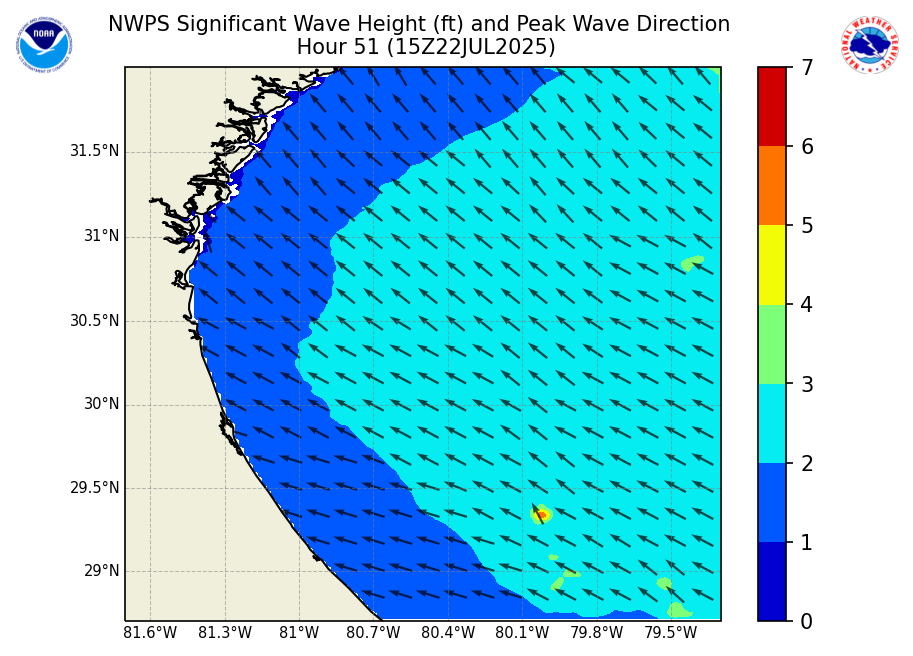 NWPS Significant Wave Height (ft) and Peak Wave Direction
Hour 51 (15Z22JUL2025)
NOAA
NATIONAL WEATHER SERVICE
31.5°N
31°N
30.5°N
30°N
29.5°N
29°N
81.6°W 81.3°W 81°W 80.7°W 80.4°W 80.1°W 79.8°W 79.5°W
7
6
5
4
3
2
1
0